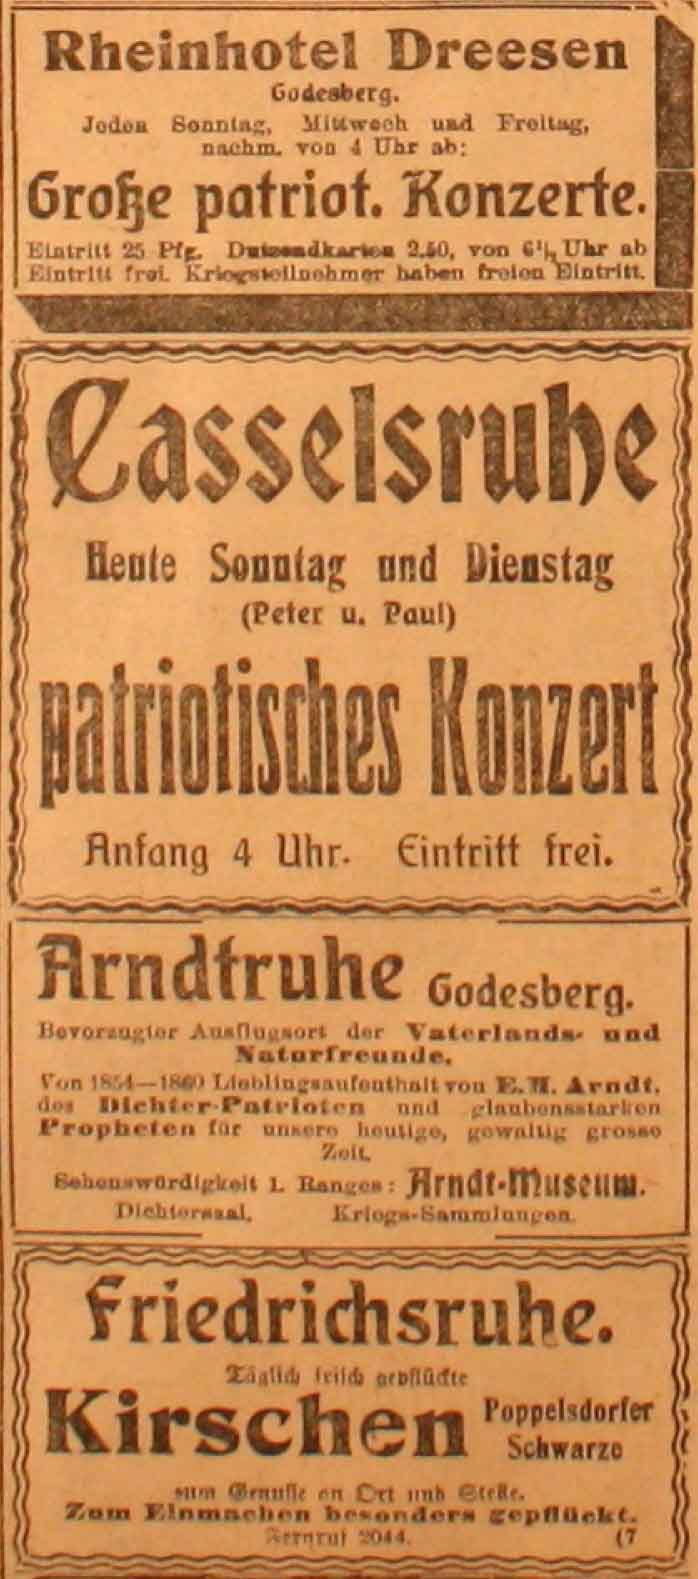 Rheinhotel Dreesen
Godesberg.
Jeden Sonntag, Mittwoch und Freitag,
nachm. von 4 Uhr ab:
Große patriot. Konzerte.
Eintritt 25 Pfg. Dutzendkarten 2.50, von 6½ Uhr ab
Eintritt frei. Kriegsteilnehmer haben freien Eintritt.
Casselsruhe
Heute Sonntag und Dienstag
(Peter u. Paul)
patriotisches Konzert
Anfang 4 Uhr. Eintritt frei.
Arndtruhe Godesberg.
Bevorzugter Ausflugsort der Vaterlands- und
Naturfreunde.
Von 1854—1860 Lieblingsaufenthalt von E. M. Arndt,
des Dichter-Patrioten und glaubensstarken
Propheten für unsere heutige, gewaltig grosse
Zeit.
Sehenswürdigkeit 1. Ranges: Arndt-Museum.
Dichtersaal. Kriegs-Sammlungen.
Friedrichsruhe.
Täglich frisch gepflückte
Kirschen Poppelsdorfer
Schwarze
zum Genusse an Ort und Stelle.
Zum Einmachen besonders gepflückt.
Fernruf 2044. (7